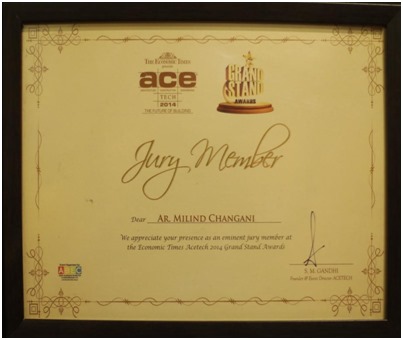 THE ECONOMIC TIMES
ace
TECH
2014
THE FUTURE OF BUILDING
GRAND
STAND
AWARDS
Jury Member
Dear AR. MILIND CHANGANI
We appreciate your presence as an eminent jury member at
the Economic Times Acetech 2014 Grand Stand Awards
S. M. GANDHI